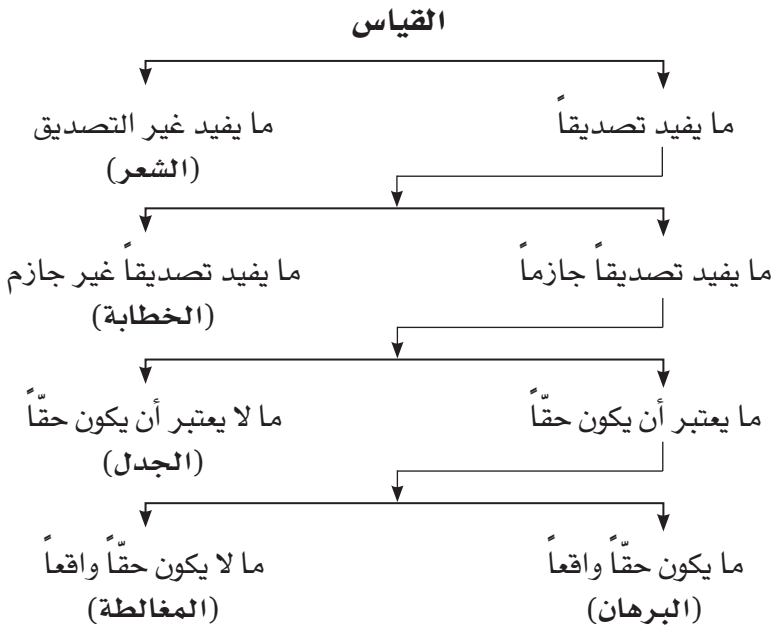 القياس
ما يفيد تصديقاً
ما يفيد غير التصديق
(الشعر)
ما يفيد تصديقاً جازماً
ما يفيد تصديقاً غير جازم
(الخطابة)
ما يعتبر أن يكون حقّاً
ما لا يعتبر أن يكون حقّاً
(الجدل)
ما يكون حقّاً واقعاً
(البرهان)
ما لا يكون حقّاً واقعاً
(المغالطة)